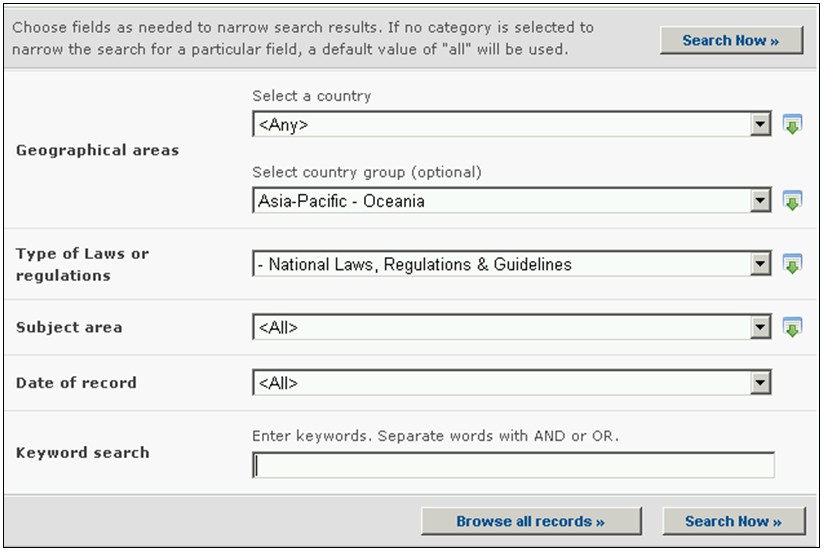 Choose fields as needed to narrow search results. If no category is selected to
narrow the search for a particular field, a default value of "all" will be used.
Search Now »
Geographical areas
Select a country
<Any>
Select country group (optional)
Asia-Pacific - Oceania
Type of Laws or
regulations
- National Laws, Regulations & Guidelines
Subject area
<All>
Date of record
<All>
Keyword search
Enter keywords. Separate words with AND or OR.
Browse all records »
Search Now »